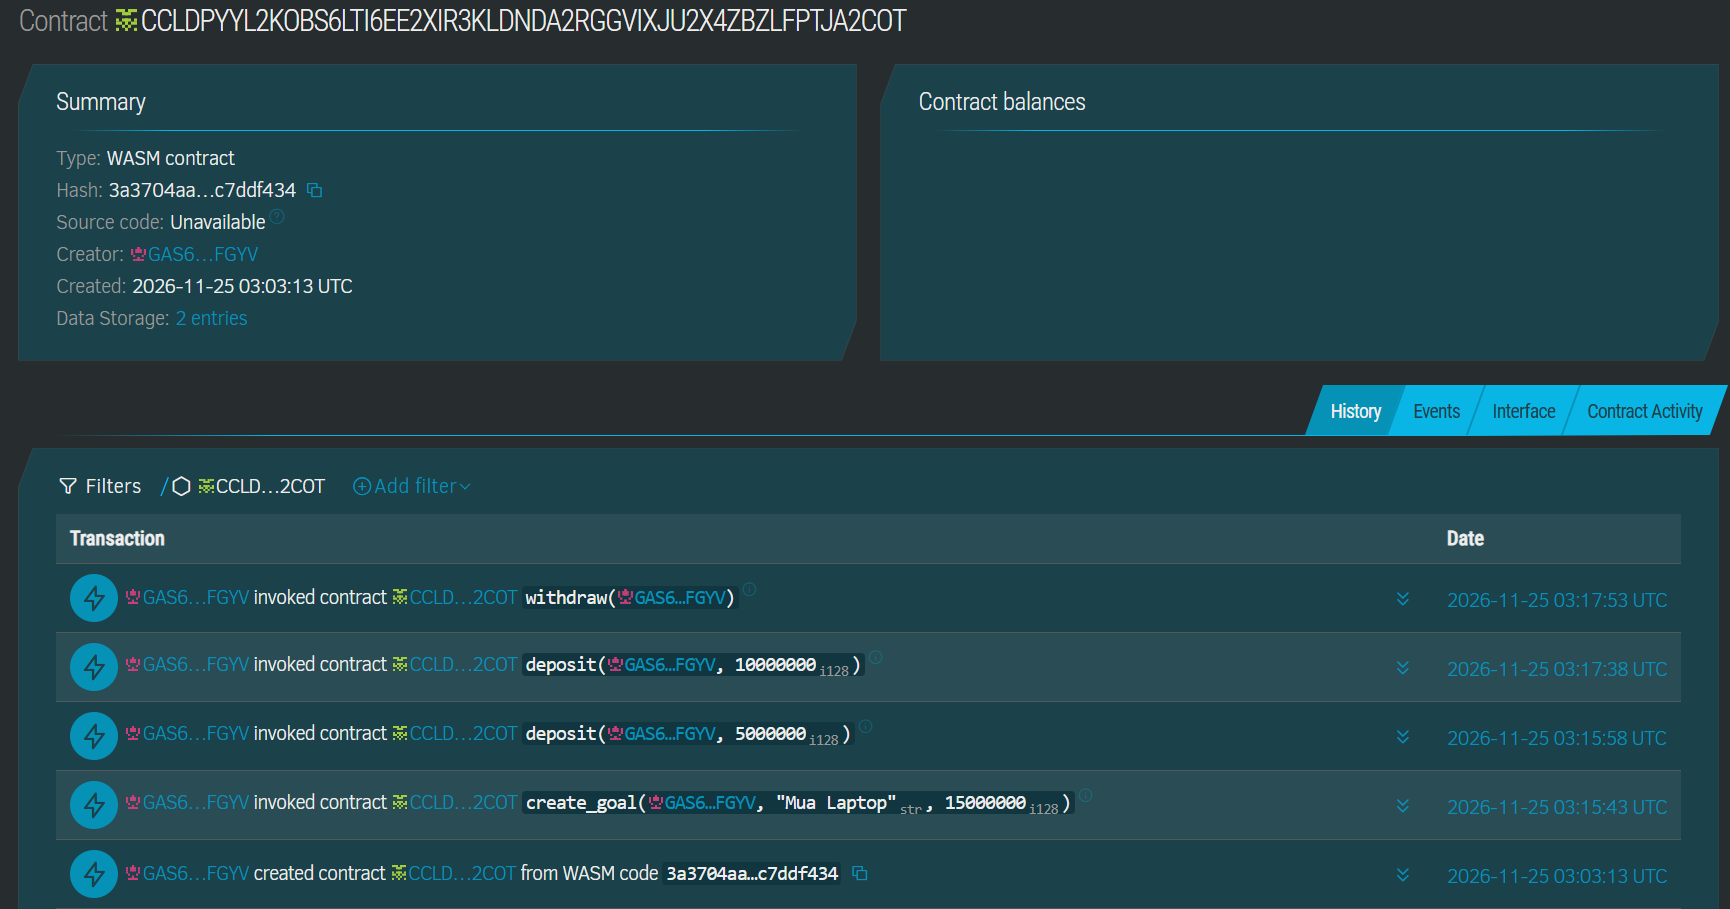 Contract CCLDPYYL2KOBS6LTI6EE2XIR3KLDNDA2RGGVIXJU2X4ZBZLFPTJA2COT
Summary
Type: WASM contract
Hash: 3a3704aa…c7ddf434
Source code: Unavailable
Creator: GAS6…FGYV
Created: 2026-11-25 03:03:13 UTC
Data Storage: 2 entries
Contract balances
History Events Interface Contract Activity
Filters / CCLD…2COT Add filter
Transaction Date
GAS6…FGYV invoked contract CCLD…2COT withdraw(GAS6…FGYV) 2026-11-25 03:17:53 UTC
GAS6…FGYV invoked contract CCLD…2COT deposit(GAS6…FGYV, 10000000 i128) 2026-11-25 03:17:38 UTC
GAS6…FGYV invoked contract CCLD…2COT deposit(GAS6…FGYV, 5000000 i128) 2026-11-25 03:15:58 UTC
GAS6…FGYV invoked contract CCLD…2COT create_goal(GAS6…FGYV, "Mua Laptop" str, 15000000 i128) 2026-11-25 03:15:43 UTC
GAS6…FGYV created contract CCLD…2COT from WASM code 3a3704aa…c7ddf434 2026-11-25 03:03:13 UTC